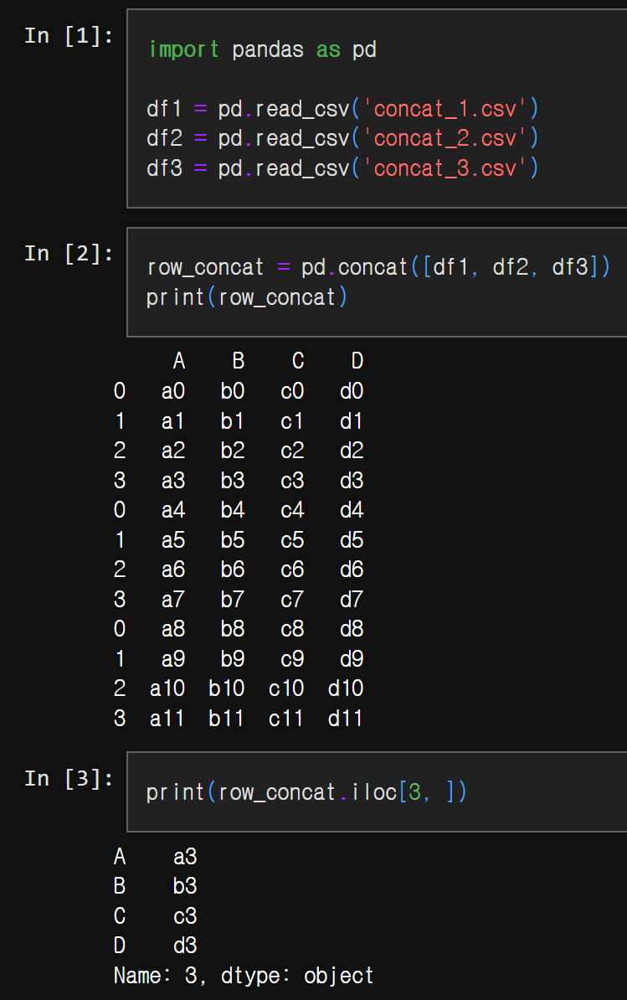 In [1]:
import pandas as pd
df1 = pd.read_csv('concat_1.csv')
df2 = pd.read_csv('concat_2.csv')
df3 = pd.read_csv('concat_3.csv')
In [2]:
row_concat = pd.concat([df1, df2, df3])
print(row_concat)
A B C D
0 a0 b0 c0 d0
1 a1 b1 c1 d1
2 a2 b2 c2 d2
3 a3 b3 c3 d3
0 a4 b4 c4 d4
1 a5 b5 c5 d5
2 a6 b6 c6 d6
3 a7 b7 c7 d7
0 a8 b8 c8 d8
1 a9 b9 c9 d9
2 a10 b10 c10 d10
3 a11 b11 c11 d11
In [3]:
print(row_concat.iloc[3, ])
A a3
B b3
C c3
D d3
Name: 3, dtype: object